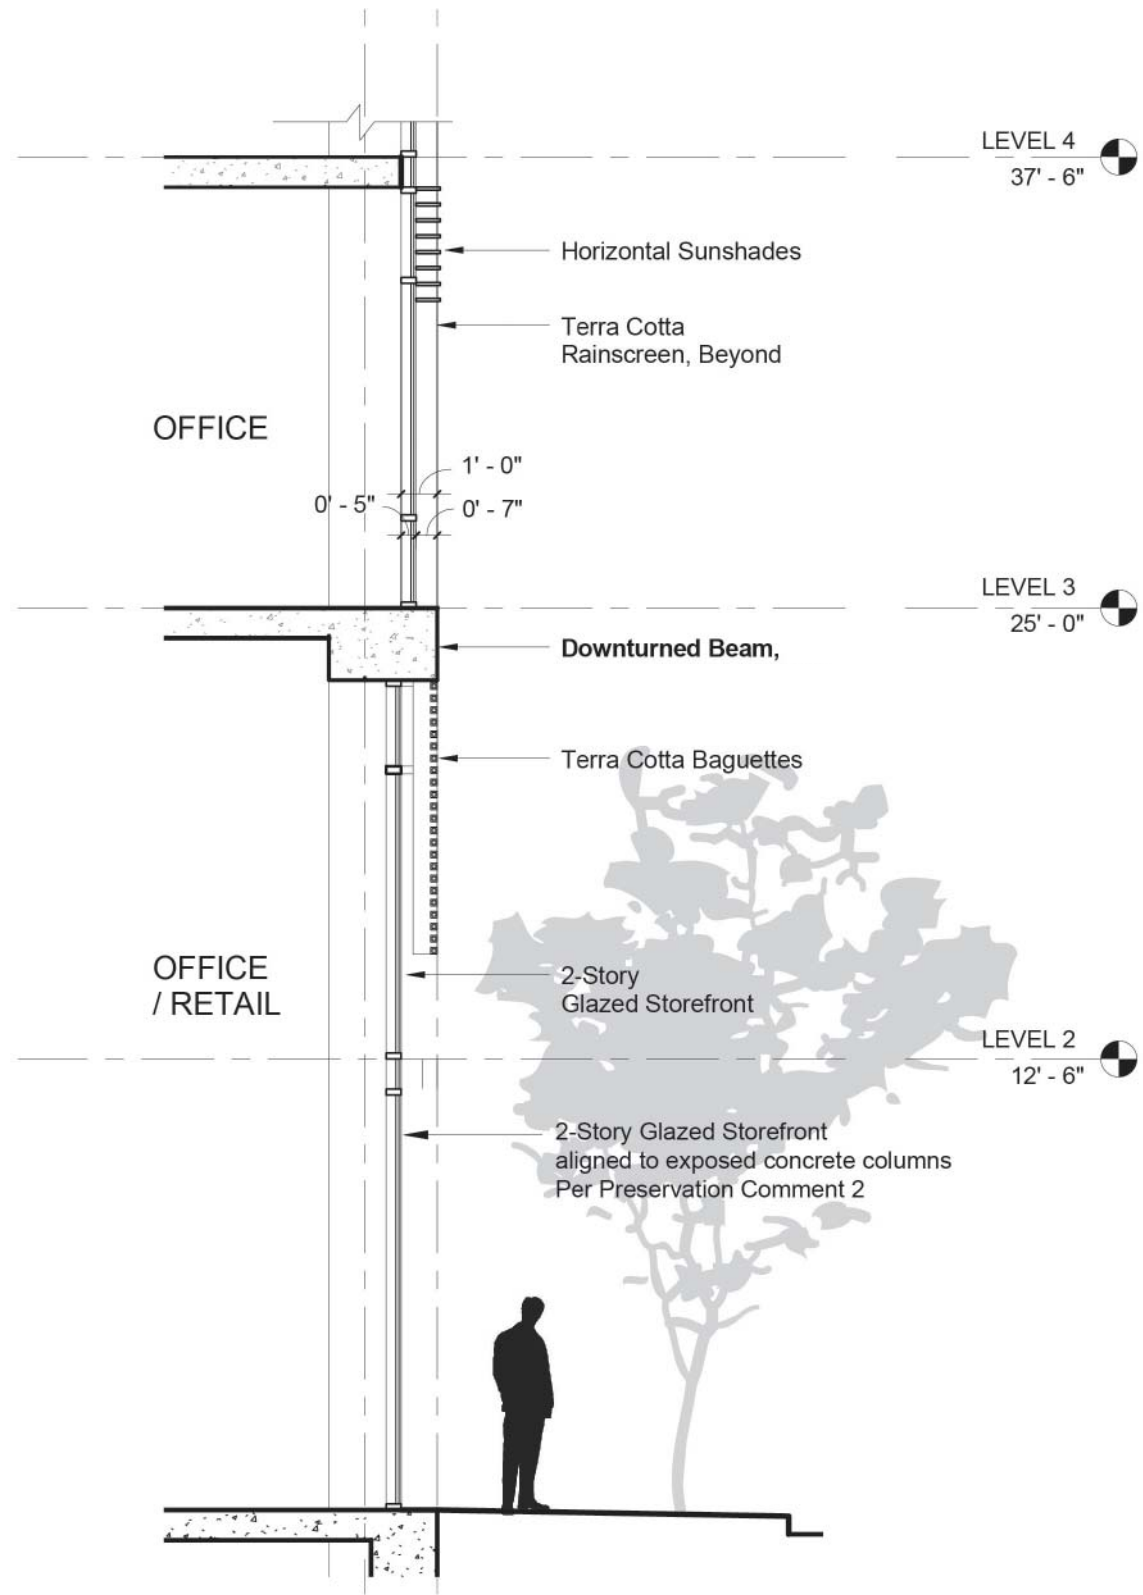 LEVEL 4
37' - 6"
Horizontal Sunshades
Terra Cotta
Rainscreen, Beyond
OFFICE
1' - 0"
0' - 5"
0' - 7"
LEVEL 3
25' - 0"
Downturned Beam,
Terra Cotta Baguettes
OFFICE
/ RETAIL
2-Story
Glazed Storefront
LEVEL 2
12' - 6"
2-Story Glazed Storefront
aligned to exposed concrete columns
Per Preservation Comment 2